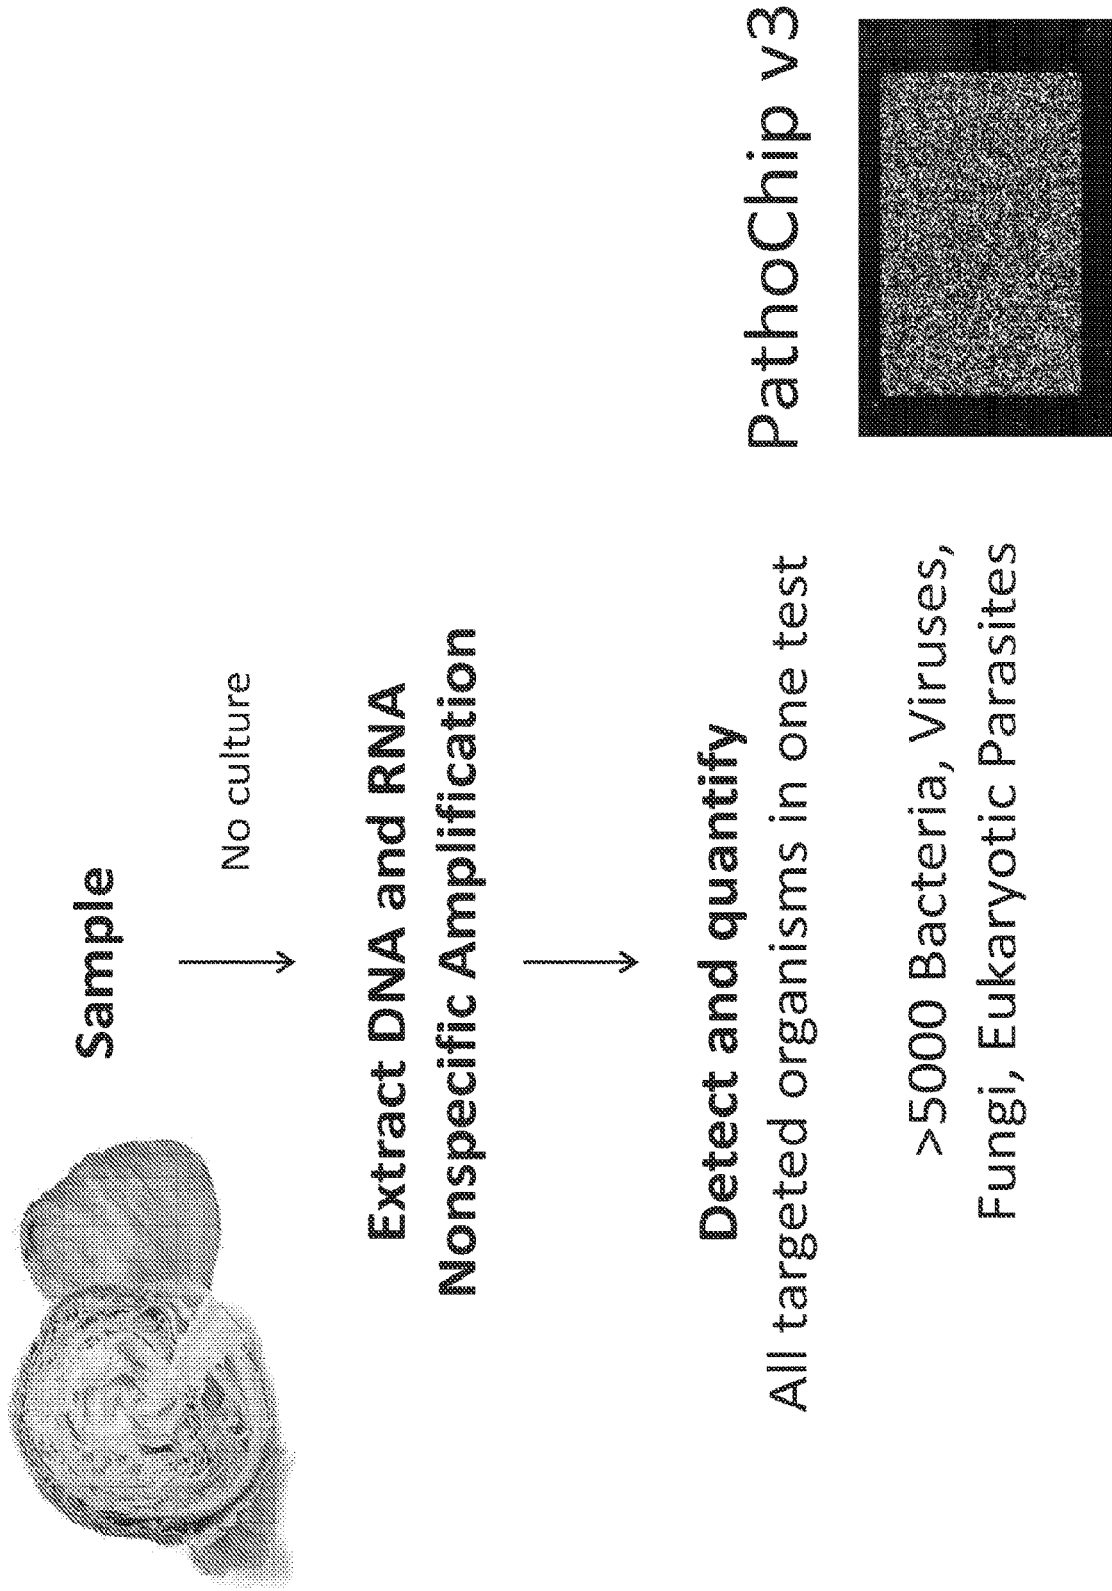 Sample
No culture
Extract DNA and RNA
Nonspecific Amplification
Detect and quantify
All targeted organisms in one test
>5000 Bacteria, Viruses,
Fungi, Eukaryotic Parasites
PathoChip v3